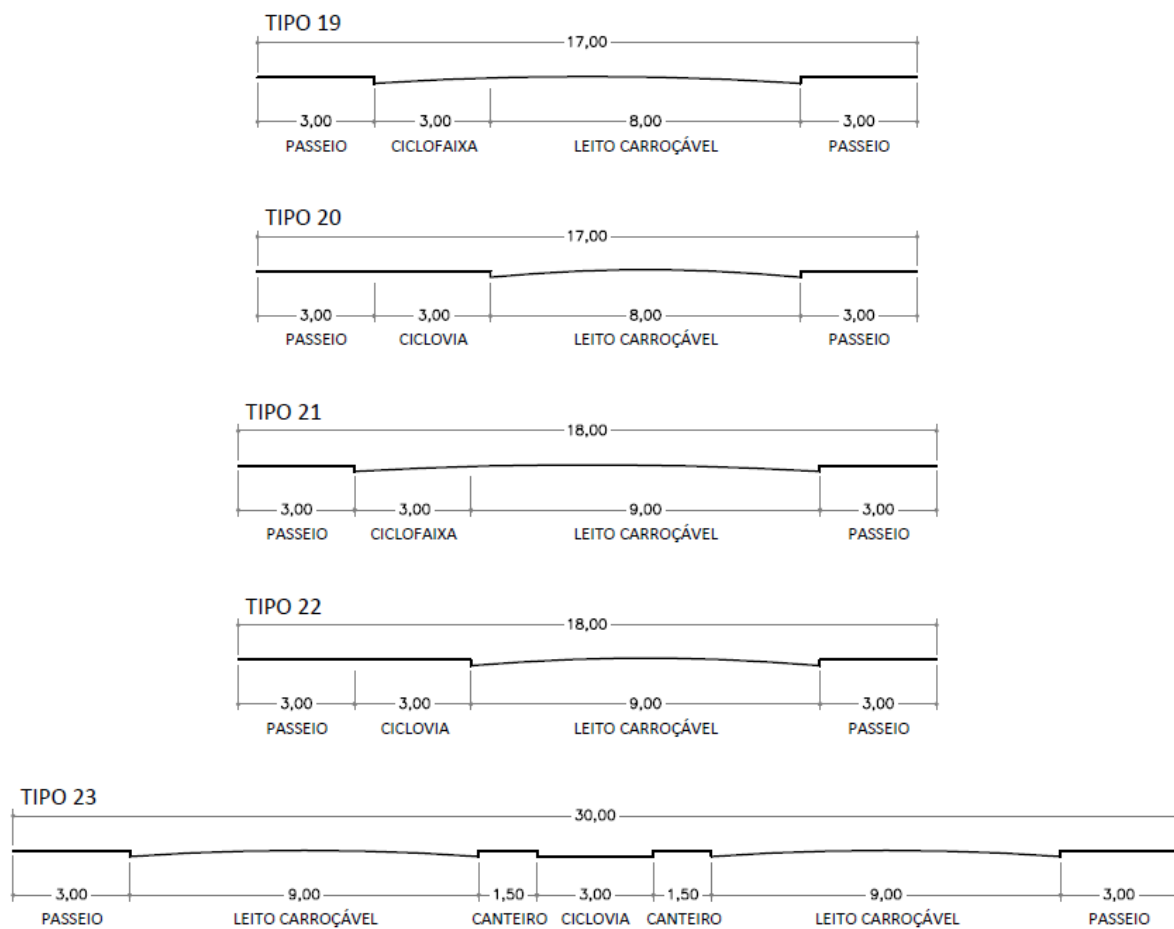 TIPO 19
17,00
3,00 3,00 8,00 3,00
PASSEIO CICLOFAIXA LEITO CARROÇÁVEL PASSEIO
TIPO 20
17,00
3,00 3,00 8,00 3,00
PASSEIO CICLOVIA LEITO CARROÇÁVEL PASSEIO
TIPO 21
18,00
3,00 3,00 9,00 3,00
PASSEIO CICLOFAIXA LEITO CARROÇÁVEL PASSEIO
TIPO 22
18,00
3,00 3,00 9,00 3,00
PASSEIO CICLOVIA LEITO CARROÇÁVEL PASSEIO
TIPO 23
30,00
3,00 9,00 1,50 3,00 1,50 9,00 3,00
PASSEIO LEITO CARROÇÁVEL CANTEIRO CICLOVIA CANTEIRO LEITO CARROÇÁVEL PASSEIO